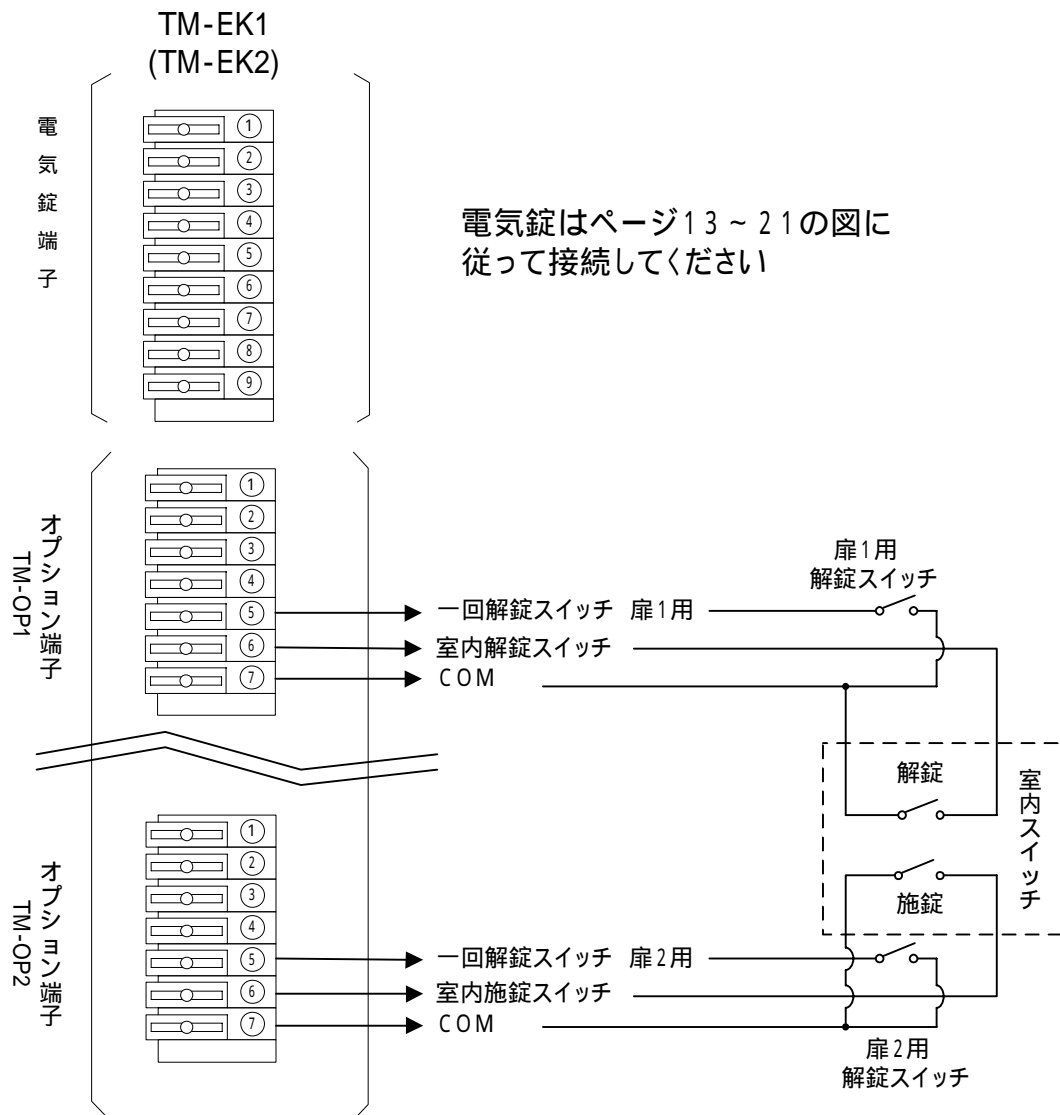 TM-EK1
(TM-EK2)
電気錠端子
①
②
③
④
⑤
⑥
⑦
⑧
⑨
電気錠はページ13~21の図に
従って接続してください
オプション端子
TM-OP1
①
②
③
④
⑤
⑥
⑦
一回解錠スイッチ 扉1用
室内解錠スイッチ
COM
扉1用
解錠スイッチ
解錠
施錠
室内スイッチ
オプション端子
TM-OP2
①
②
③
④
⑤
⑥
⑦
一回解錠スイッチ 扉2用
室内施錠スイッチ
COM
扉2用
解錠スイッチ